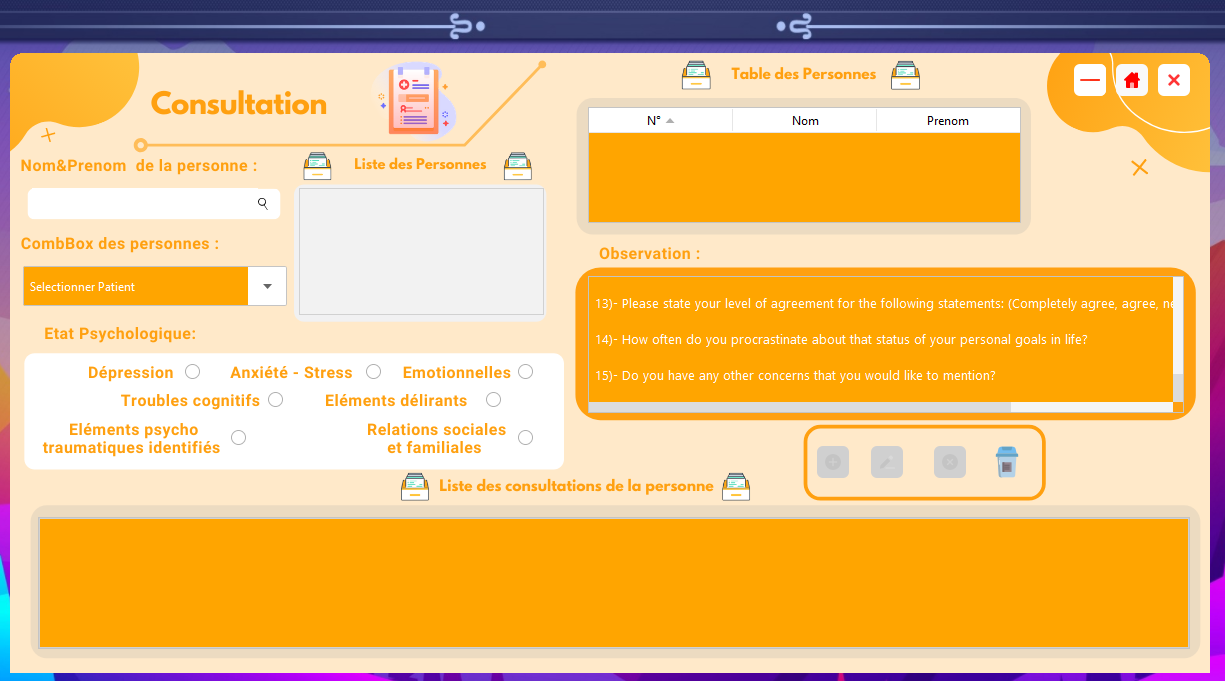 Consultation
Nom&Prenom de la personne :
Liste des Personnes
CombBox des personnes :
Selectionner Patient
Etat Psychologique:
Dépression
Anxiété - Stress
Emotionnelles
Troubles cognitifs
Eléments délirants
Eléments psycho
traumatiques identifiés
Relations sociales
et familiales
Table des Personnes
N° Nom Prenom
Observation :
13)- Please state your level of agreement for the following statements: (Completely agree, agree,
14)- How often do you procrastinate about that status of your personal goals in life?
15)- Do you have any other concerns that you would like to mention?
Liste des consultations de la personne